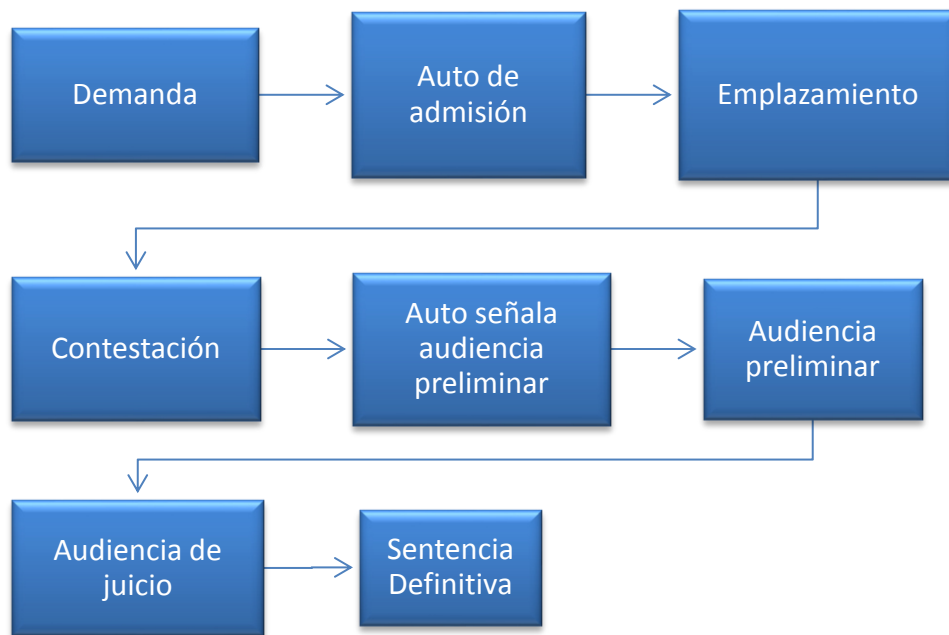 Demanda
Auto de
admisión
Emplazamiento
Contestación
Auto señala
audiencia
preliminar
Audiencia
preliminar
Audiencia de
juicio
Sentencia
Definitiva